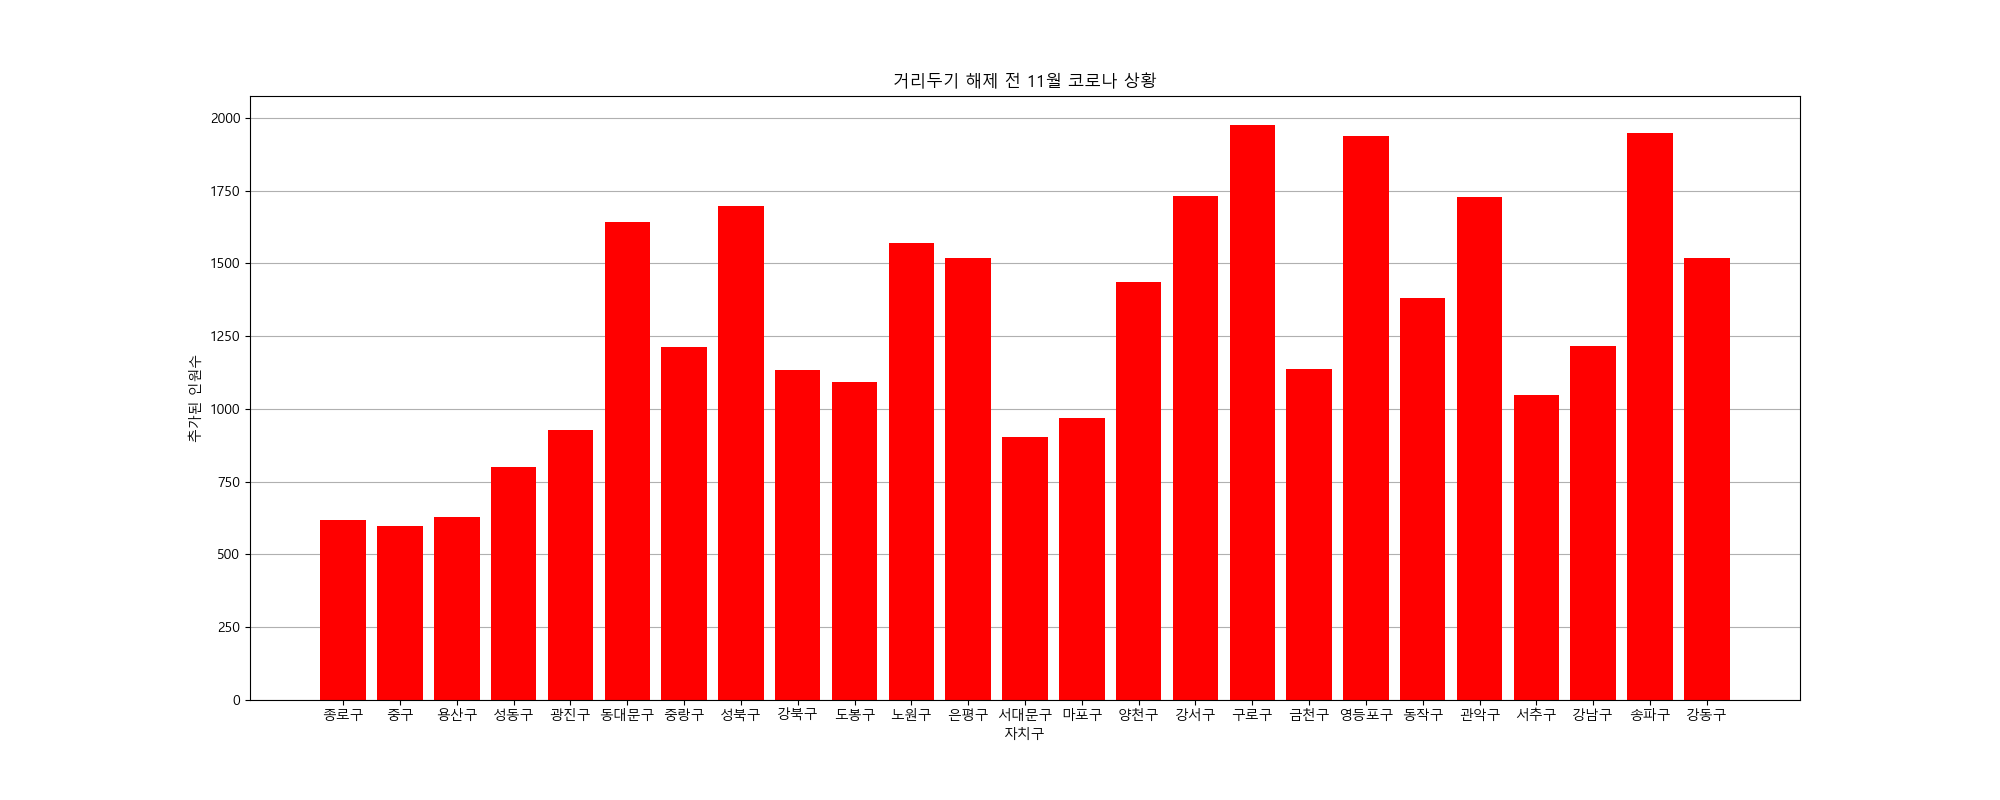 거리두기 해제 전 11월 코로나 상황
추가된 인원수
2000
1750
1500
1250
1000
750
500
250
0
종로구 중구 용산구 성동구 광진구 동대문구 중랑구 성북구 강북구 도봉구 노원구 은평구 서대문구 마포구 양천구 강서구 구로구 금천구 영등포구 동작구 관악구 서추구 강남구 송파구 강동구
자치구